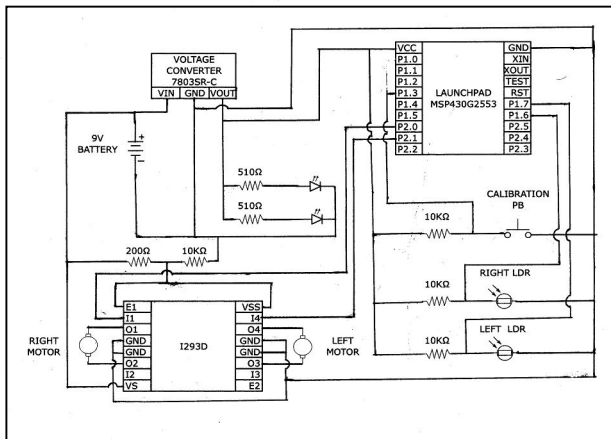 VOLTAGE
CONVERTER
7803SR-C
VIN GND VOUT
9V
BATTERY
+
-
510Ω
510Ω
200Ω
10KΩ
VCC
P1.0
P1.1
P1.2
P1.3
P1.4
P1.5
P2.0
P2.1
P2.2
LAUNCHPAD
MSP430G2553
GND
XIN
XOUT
TEST
RST
P1.7
P1.6
P2.5
P2.4
P2.3
10KΩ
CALIBRATION
PB
10KΩ
RIGHT LDR
10KΩ
LEFT LDR
RIGHT
MOTOR
E1
I1
O1
GND
GND
O2
I2
VS
I293D
VSS
I4
O4
GND
GND
O3
I3
E2
LEFT
MOTOR